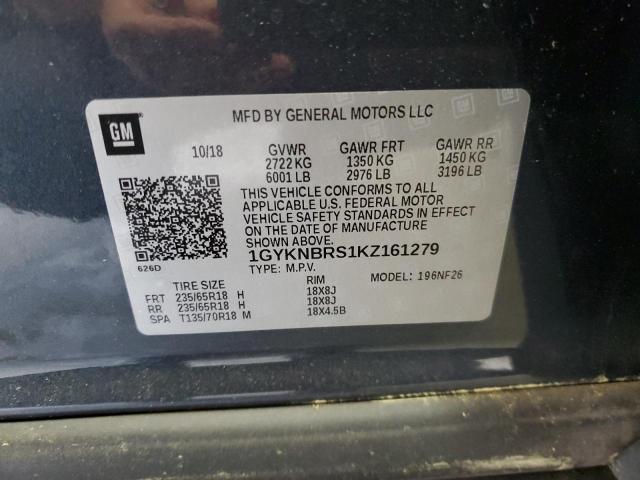 GM
MFD BY GENERAL MOTORS LLC
10/18 GVWR GAWR FRT GAWR RR
2722 KG 1350 KG 1450 KG
6001 LB 2976 LB 3196 LB
THIS VEHICLE CONFORMS TO ALL
APPLICABLE U.S. FEDERAL MOTOR
VEHICLE SAFETY STANDARDS IN EFFECT
ON THE DATE OF MANUFACTURE
SHOWN ABOVE.
626D
1GYKNBRS1KZ161279
TYPE: M.P.V. MODEL: 196NF26
TIRE SIZE RIM
FRT 235/65R18 H 18X8J
RR 235/65R18 H 18X8J
SPA T135/70R18 M 18X4.5B